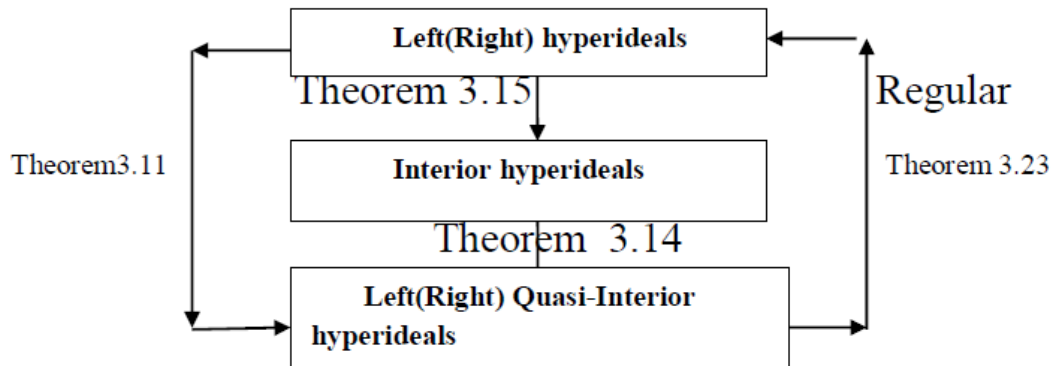 Left(Right) hyperideals
Theorem 3.15
Regular
Theorem3.11
Interior hyperideals
Theorem 3.23
Theorem 3.14
Left(Right) Quasi-Interior
hyperideals